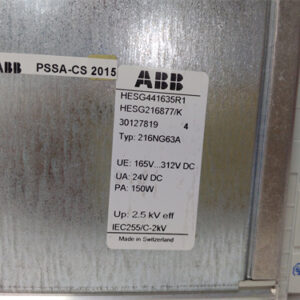 ABB PSSA-CS 2015
ABB
HESG441635R1
HESG216877/K
30127819 4
Typ: 216NG63A
UE: 165V...312V DC
UA: 24V DC
PA: 150W
Up: 2.5 kV eff
IEC255/C-2kV
Made in Switzerland